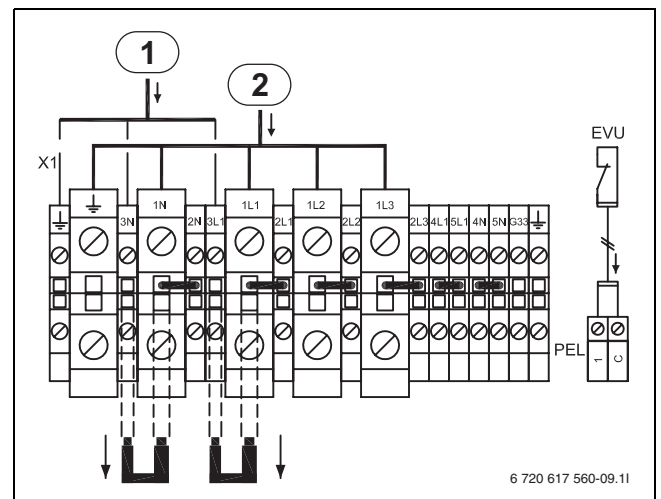 1
2
EVU
X1
1N 1L1 1L2 1L3
3N 2N 3L1 2L1 2L2 2L3 4L1 5L1 4N 5N G33
PEL 1 C
6 720 617 560-09.1I